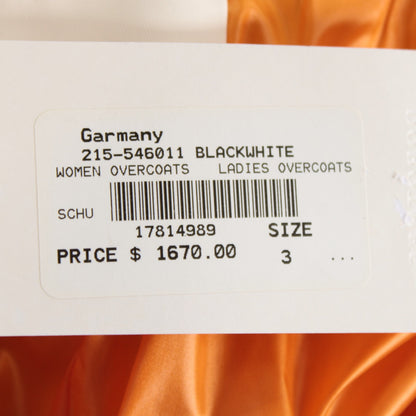 Garmany
215-546011 BLACKWHITE
WOMEN OVERCOATS LADIES OVERCOATS
SCHU
17814989 SIZE
PRICE $ 1670.00 3 ...